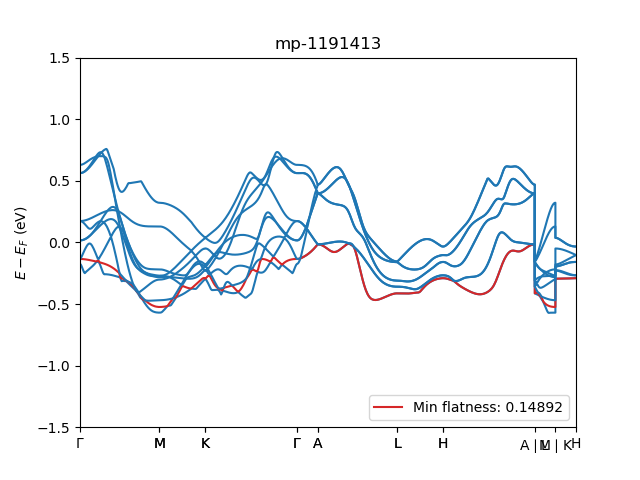 mp-1191413
E − E_F (eV)
1.5
1.0
0.5
0.0
−0.5
−1.0
−1.5
Min flatness: 0.14892
Γ M K Γ A L H A | L M | K H